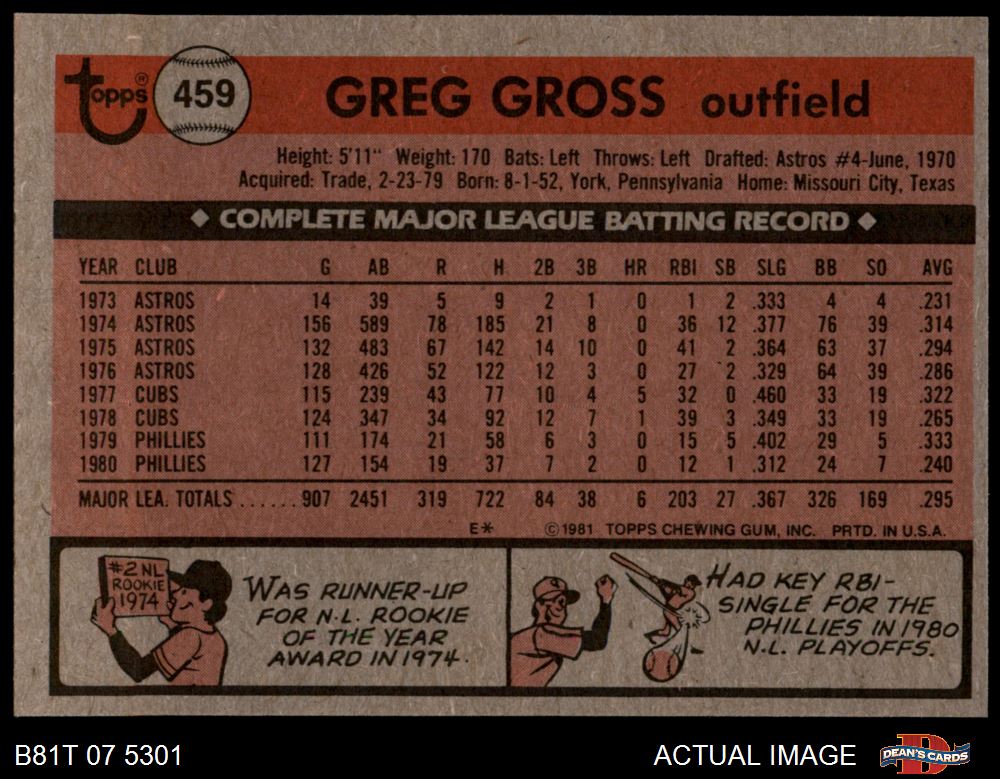 Topps® 459 GREG GROSS outfield
Height: 5'11" Weight: 170 Bats: Left Throws: Left Drafted: Astros #4-June, 1970
Acquired: Trade, 2-23-79 Born: 8-1-52, York, Pennsylvania Home: Missouri City, Texas
◆ COMPLETE MAJOR LEAGUE BATTING RECORD ◆
YEAR CLUB G AB R H 2B 3B HR RBI SB SLG BB SO AVG
1973 ASTROS 14 39 5 9 2 1 0 1 2 .333 4 4 .231
1974 ASTROS 156 589 78 185 21 8 0 36 12 .377 76 39 .314
1975 ASTROS 132 483 67 142 14 10 0 41 2 .364 63 37 .294
1976 ASTROS 128 426 52 122 12 3 0 27 2 .329 64 39 .286
1977 CUBS 115 239 43 77 10 4 5 32 0 .460 33 19 .322
1978 CUBS 124 347 34 92 12 7 1 39 3 .349 33 19 .265
1979 PHILLIES 111 174 21 58 6 3 0 15 5 .402 29 5 .333
1980 PHILLIES 127 154 19 37 7 2 0 12 1 .312 24 7 .240
MAJOR LEA. TOTALS ...... 907 2451 319 722 84 38 6 203 27 .367 326 169 .295
E* ©1981 TOPPS CHEWING GUM, INC. PRTD. IN U.S.A.
#2 NL
ROOKIE
1974
WAS RUNNER-UP
FOR N.L. ROOKIE
OF THE YEAR
AWARD IN 1974.
HAD KEY RBI-
SINGLE FOR THE
PHILLIES IN 1980
N.L. PLAYOFFS.
B81T 07 5301 ACTUAL IMAGE DEAN'S CARDS